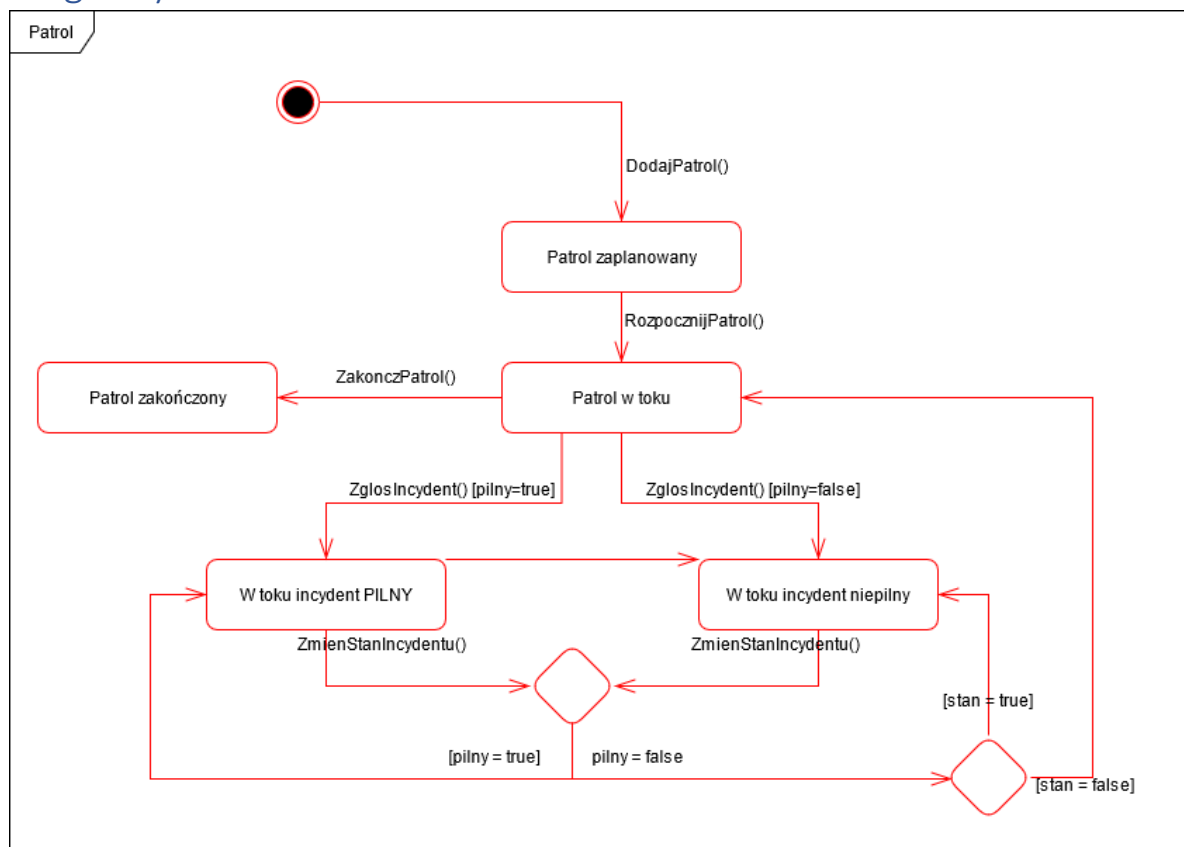 Patrol
DodajPatrol()
Patrol zaplanowany
RozpocznijPatrol()
ZakonczPatrol()
Patrol zakończony
Patrol w toku
ZglosIncydent() [pilny=true]
ZglosIncydent() [pilny=false]
W toku incydent PILNY
W toku incydent niepilny
ZmienStanIncydentu()
ZmienStanIncydentu()
[stan = true]
[pilny = true]
pilny = false
[stan = false]